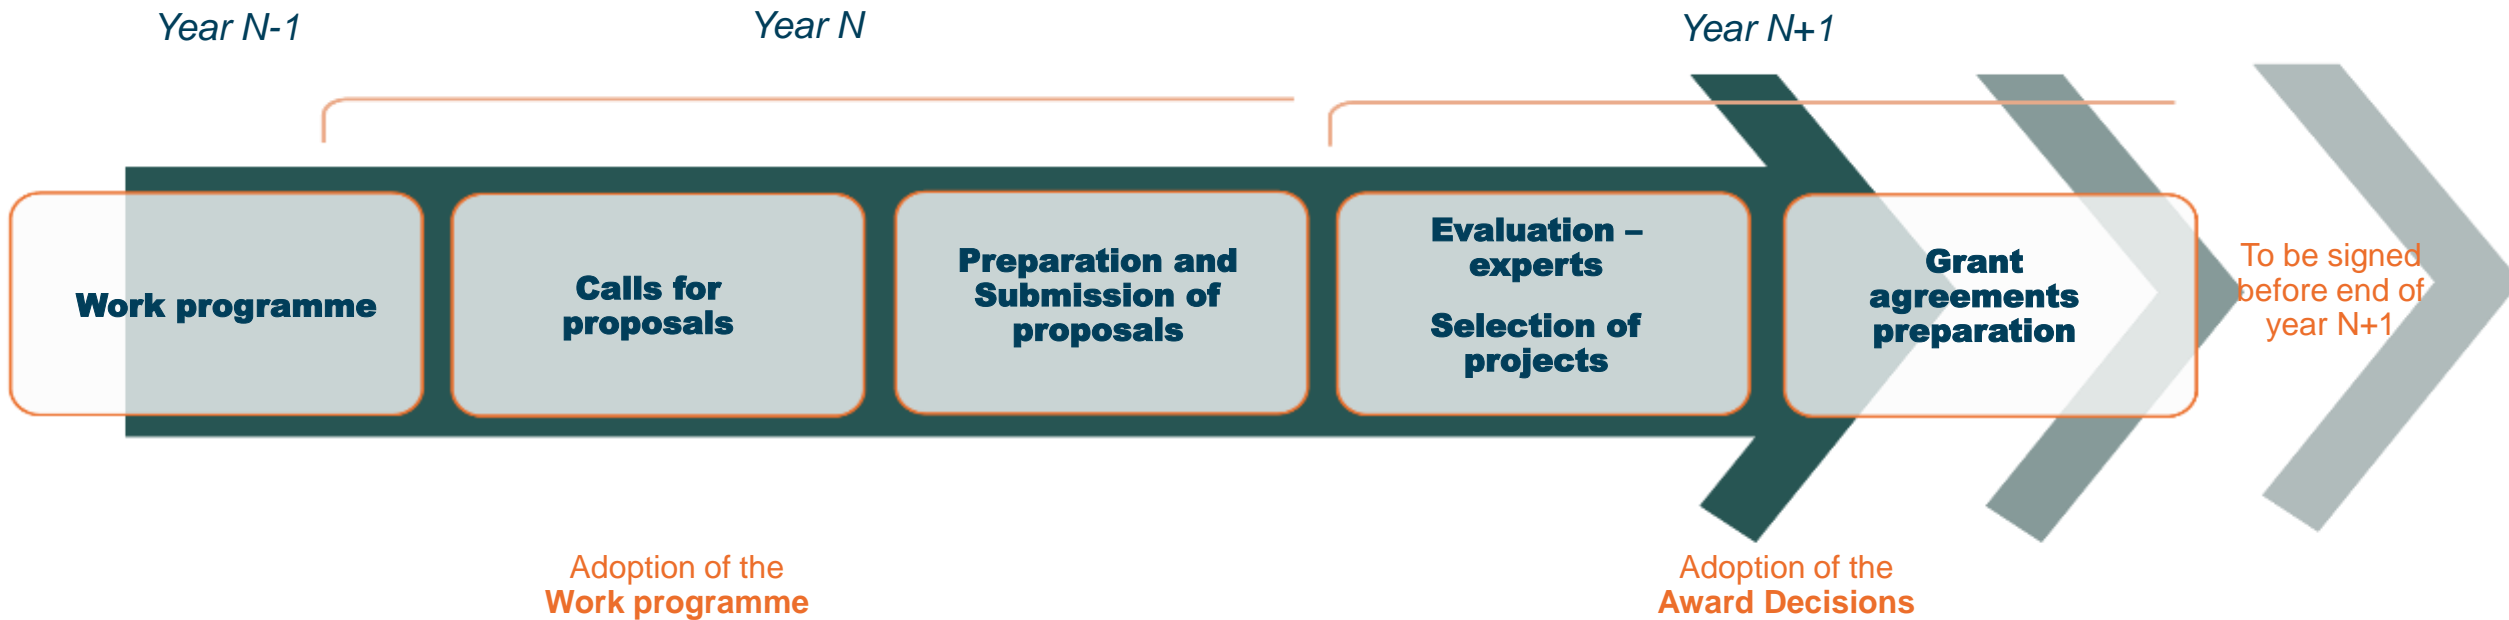 Year N-1
Year N
Year N+1
Work programme
Calls for
proposals
Preparation and
Submission of
proposals
Evaluation –
experts
Selection of
projects
Grant
agreements
preparation
To be signed
before end of
year N+1
Adoption of the
Work programme
Adoption of the
Award Decisions